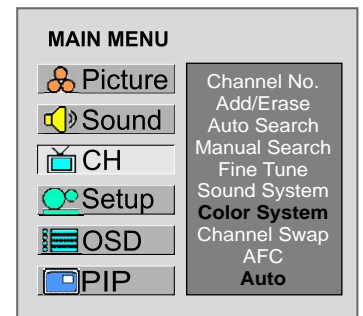 MAIN MENU
Picture
Sound
CH
Setup
OSD
PIP
Channel No.
Add/Erase
Auto Search
Manual Search
Fine Tune
Sound System
Color System
Channel Swap
AFC
Auto